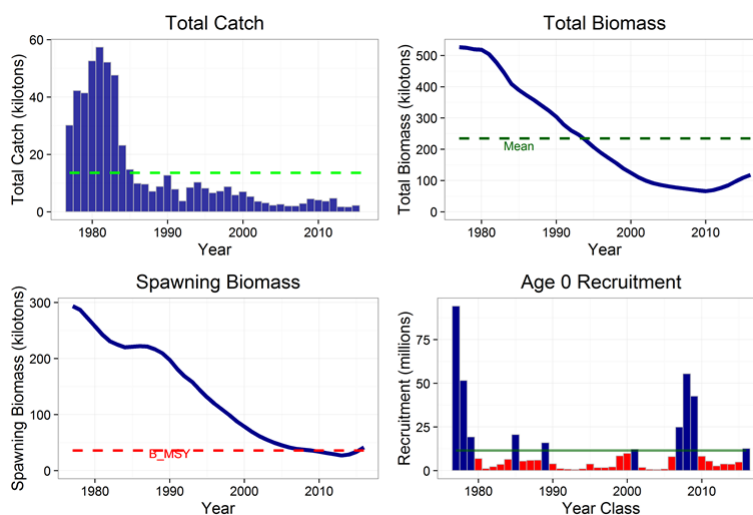 Total Catch
Total Catch (kilotons)
60
40
20
0
1980
1990
2000
2010
Year
Total Biomass
Total Biomass (kilotons)
500
400
300
200
100
0
Mean
1980
1990
2000
2010
Year
Spawning Biomass
Spawning Biomass (kilotons)
300
200
100
0
B_MSY
1980
1990
2000
2010
Year
Age 0 Recruitment
Recruitment (millions)
75
50
25
0
1980
1990
2000
2010
Year Class